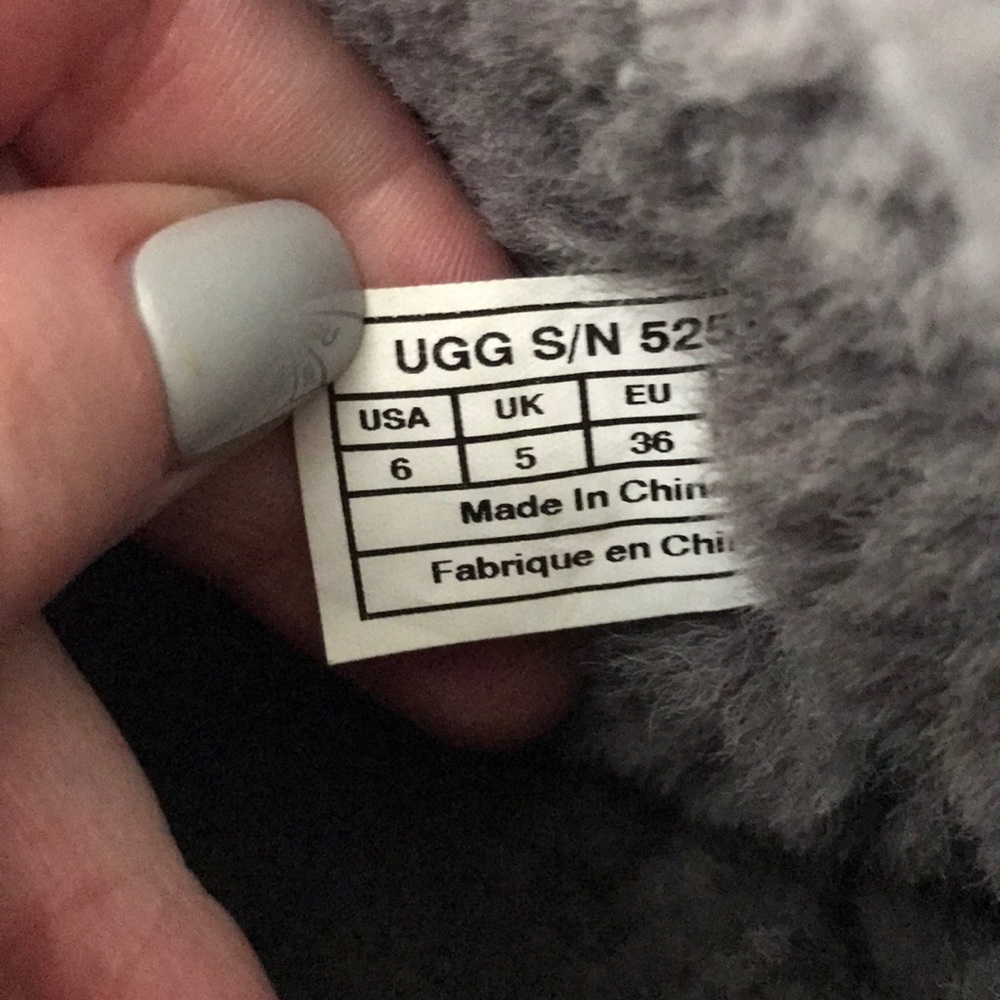 UGG S/N 525
USA UK EU
6 5 36
Made In Chin
Fabrique en Chi